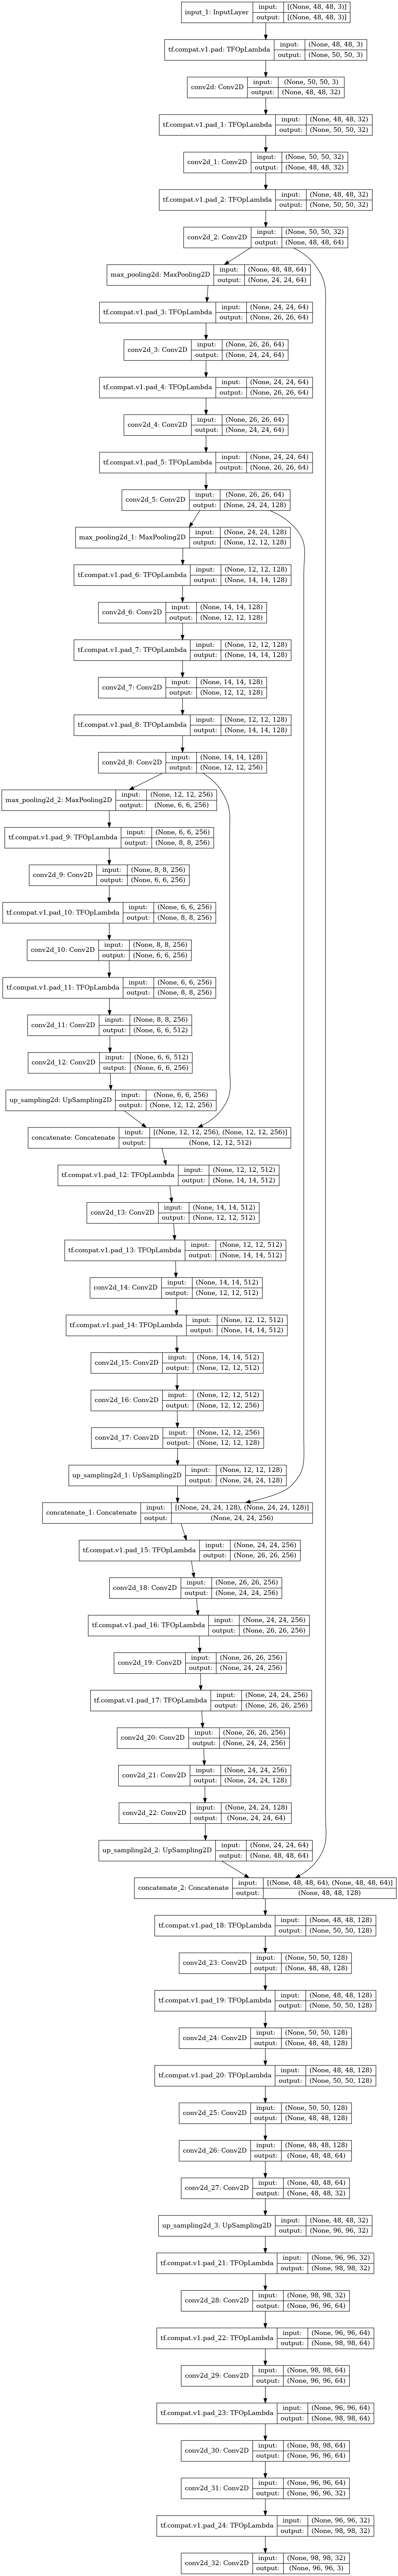 input_1: InputLayer input: [(None, 48, 48, 3)]
output: [(None, 48, 48, 3)]
tf.compat.v1.pad: TFOpLambda input: (None, 48, 48, 3)
output: (None, 50, 50, 3)
conv2d: Conv2D input: (None, 50, 50, 3)
output: (None, 48, 48, 32)
tf.compat.v1.pad_1: TFOpLambda input: (None, 48, 48, 32)
output: (None, 50, 50, 32)
conv2d_1: Conv2D input: (None, 50, 50, 32)
output: (None, 48, 48, 32)
tf.compat.v1.pad_2: TFOpLambda input: (None, 48, 48, 32)
output: (None, 50, 50, 32)
conv2d_2: Conv2D input: (None, 50, 50, 32)
output: (None, 48, 48, 64)
max_pooling2d: MaxPooling2D input: (None, 48, 48, 64)
output: (None, 24, 24, 64)
tf.compat.v1.pad_3: TFOpLambda input: (None, 24, 24, 64)
output: (None, 26, 26, 64)
conv2d_3: Conv2D input: (None, 26, 26, 64)
output: (None, 24, 24, 64)
tf.compat.v1.pad_4: TFOpLambda input: (None, 24, 24, 64)
output: (None, 26, 26, 64)
conv2d_4: Conv2D input: (None, 26, 26, 64)
output: (None, 24, 24, 64)
tf.compat.v1.pad_5: TFOpLambda input: (None, 24, 24, 64)
output: (None, 26, 26, 64)
conv2d_5: Conv2D input: (None, 26, 26, 64)
output: (None, 24, 24, 128)
max_pooling2d_1: MaxPooling2D input: (None, 24, 24, 128)
output: (None, 12, 12, 128)
tf.compat.v1.pad_6: TFOpLambda input: (None, 12, 12, 128)
output: (None, 14, 14, 128)
conv2d_6: Conv2D input: (None, 14, 14, 128)
output: (None, 12, 12, 128)
tf.compat.v1.pad_7: TFOpLambda input: (None, 12, 12, 128)
output: (None, 14, 14, 128)
conv2d_7: Conv2D input: (None, 14, 14, 128)
output: (None, 12, 12, 128)
tf.compat.v1.pad_8: TFOpLambda input: (None, 12, 12, 128)
output: (None, 14, 14, 128)
conv2d_8: Conv2D input: (None, 14, 14, 128)
output: (None, 12, 12, 256)
max_pooling2d_2: MaxPooling2D input: (None, 12, 12, 256)
output: (None, 6, 6, 256)
tf.compat.v1.pad_9: TFOpLambda input: (None, 6, 6, 256)
output: (None, 8, 8, 256)
conv2d_9: Conv2D input: (None, 8, 8, 256)
output: (None, 6, 6, 256)
tf.compat.v1.pad_10: TFOpLambda input: (None, 6, 6, 256)
output: (None, 8, 8, 256)
conv2d_10: Conv2D input: (None, 8, 8, 256)
output: (None, 6, 6, 256)
tf.compat.v1.pad_11: TFOpLambda input: (None, 6, 6, 256)
output: (None, 8, 8, 256)
conv2d_11: Conv2D input: (None, 8, 8, 256)
output: (None, 6, 6, 512)
conv2d_12: Conv2D input: (None, 6, 6, 512)
output: (None, 6, 6, 256)
up_sampling2d: UpSampling2D input: (None, 6, 6, 256)
output: (None, 12, 12, 256)
concatenate: Concatenate input: [(None, 12, 12, 256), (None, 12, 12, 256)]
output: (None, 12, 12, 512)
tf.compat.v1.pad_12: TFOpLambda input: (None, 12, 12, 512)
output: (None, 14, 14, 512)
conv2d_13: Conv2D input: (None, 14, 14, 512)
output: (None, 12, 12, 512)
tf.compat.v1.pad_13: TFOpLambda input: (None, 12, 12, 512)
output: (None, 14, 14, 512)
conv2d_14: Conv2D input: (None, 14, 14, 512)
output: (None, 12, 12, 512)
tf.compat.v1.pad_14: TFOpLambda input: (None, 12, 12, 512)
output: (None, 14, 14, 512)
conv2d_15: Conv2D input: (None, 14, 14, 512)
output: (None, 12, 12, 512)
conv2d_16: Conv2D input: (None, 12, 12, 512)
output: (None, 12, 12, 256)
conv2d_17: Conv2D input: (None, 12, 12, 256)
output: (None, 12, 12, 128)
up_sampling2d_1: UpSampling2D input: (None, 12, 12, 128)
output: (None, 24, 24, 128)
concatenate_1: Concatenate input: [(None, 24, 24, 128), (None, 24, 24, 128)]
output: (None, 24, 24, 256)
tf.compat.v1.pad_15: TFOpLambda input: (None, 24, 24, 256)
output: (None, 26, 26, 256)
conv2d_18: Conv2D input: (None, 26, 26, 256)
output: (None, 24, 24, 256)
tf.compat.v1.pad_16: TFOpLambda input: (None, 24, 24, 256)
output: (None, 26, 26, 256)
conv2d_19: Conv2D input: (None, 26, 26, 256)
output: (None, 24, 24, 256)
tf.compat.v1.pad_17: TFOpLambda input: (None, 24, 24, 256)
output: (None, 26, 26, 256)
conv2d_20: Conv2D input: (None, 26, 26, 256)
output: (None, 24, 24, 256)
conv2d_21: Conv2D input: (None, 24, 24, 256)
output: (None, 24, 24, 128)
conv2d_22: Conv2D input: (None, 24, 24, 128)
output: (None, 24, 24, 64)
up_sampling2d_2: UpSampling2D input: (None, 24, 24, 64)
output: (None, 48, 48, 64)
concatenate_2: Concatenate input: [(None, 48, 48, 64), (None, 48, 48, 64)]
output: (None, 48, 48, 128)
tf.compat.v1.pad_18: TFOpLambda input: (None, 48, 48, 128)
output: (None, 50, 50, 128)
conv2d_23: Conv2D input: (None, 50, 50, 128)
output: (None, 48, 48, 128)
tf.compat.v1.pad_19: TFOpLambda input: (None, 48, 48, 128)
output: (None, 50, 50, 128)
conv2d_24: Conv2D input: (None, 50, 50, 128)
output: (None, 48, 48, 128)
tf.compat.v1.pad_20: TFOpLambda input: (None, 48, 48, 128)
output: (None, 50, 50, 128)
conv2d_25: Conv2D input: (None, 50, 50, 128)
output: (None, 48, 48, 128)
conv2d_26: Conv2D input: (None, 48, 48, 128)
output: (None, 48, 48, 64)
conv2d_27: Conv2D input: (None, 48, 48, 64)
output: (None, 48, 48, 32)
up_sampling2d_3: UpSampling2D input: (None, 48, 48, 32)
output: (None, 96, 96, 32)
tf.compat.v1.pad_21: TFOpLambda input: (None, 96, 96, 32)
output: (None, 98, 98, 32)
conv2d_28: Conv2D input: (None, 98, 98, 32)
output: (None, 96, 96, 64)
tf.compat.v1.pad_22: TFOpLambda input: (None, 96, 96, 64)
output: (None, 98, 98, 64)
conv2d_29: Conv2D input: (None, 98, 98, 64)
output: (None, 96, 96, 64)
tf.compat.v1.pad_23: TFOpLambda input: (None, 96, 96, 64)
output: (None, 98, 98, 64)
conv2d_30: Conv2D input: (None, 98, 98, 64)
output: (None, 96, 96, 64)
conv2d_31: Conv2D input: (None, 96, 96, 64)
output: (None, 96, 96, 32)
tf.compat.v1.pad_24: TFOpLambda input: (None, 96, 96, 32)
output: (None, 98, 98, 32)
conv2d_32: Conv2D input: (None, 98, 98, 32)
output: (None, 96, 96, 3)